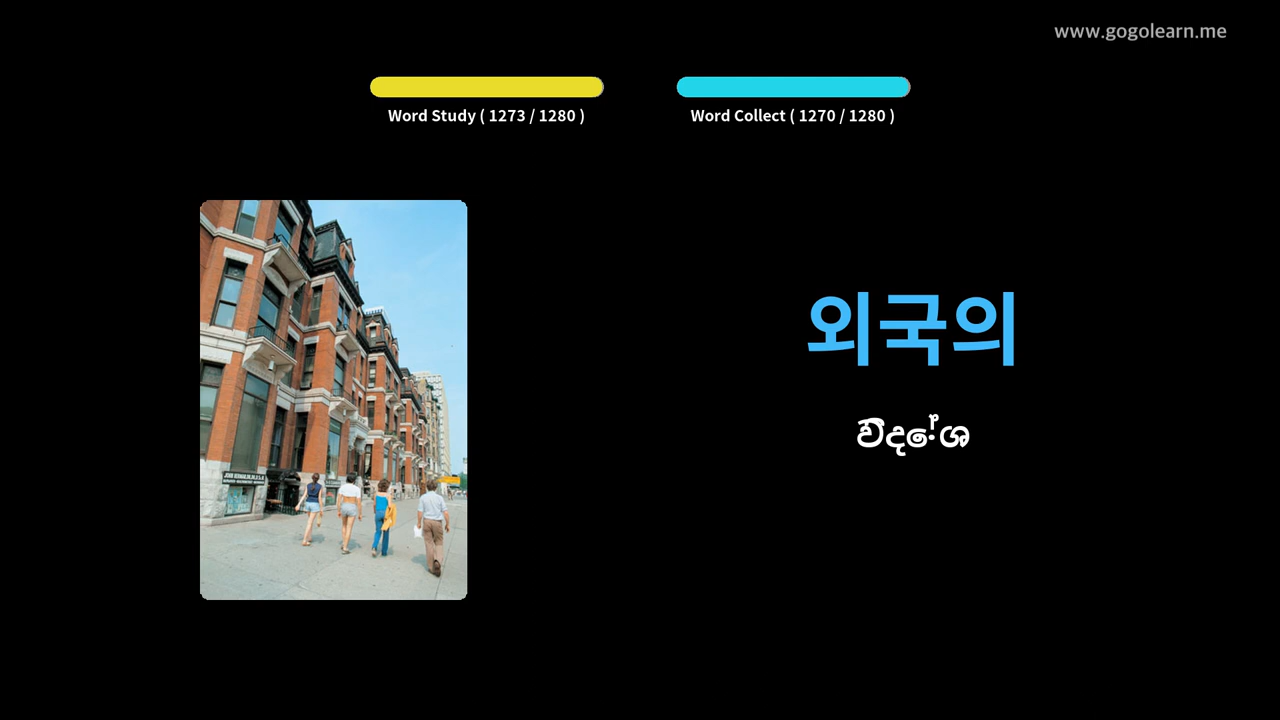 www.gogolearn.me
Word Study ( 1273 / 1280 )
Word Collect ( 1270 / 1280 )
외국의
විදේශ